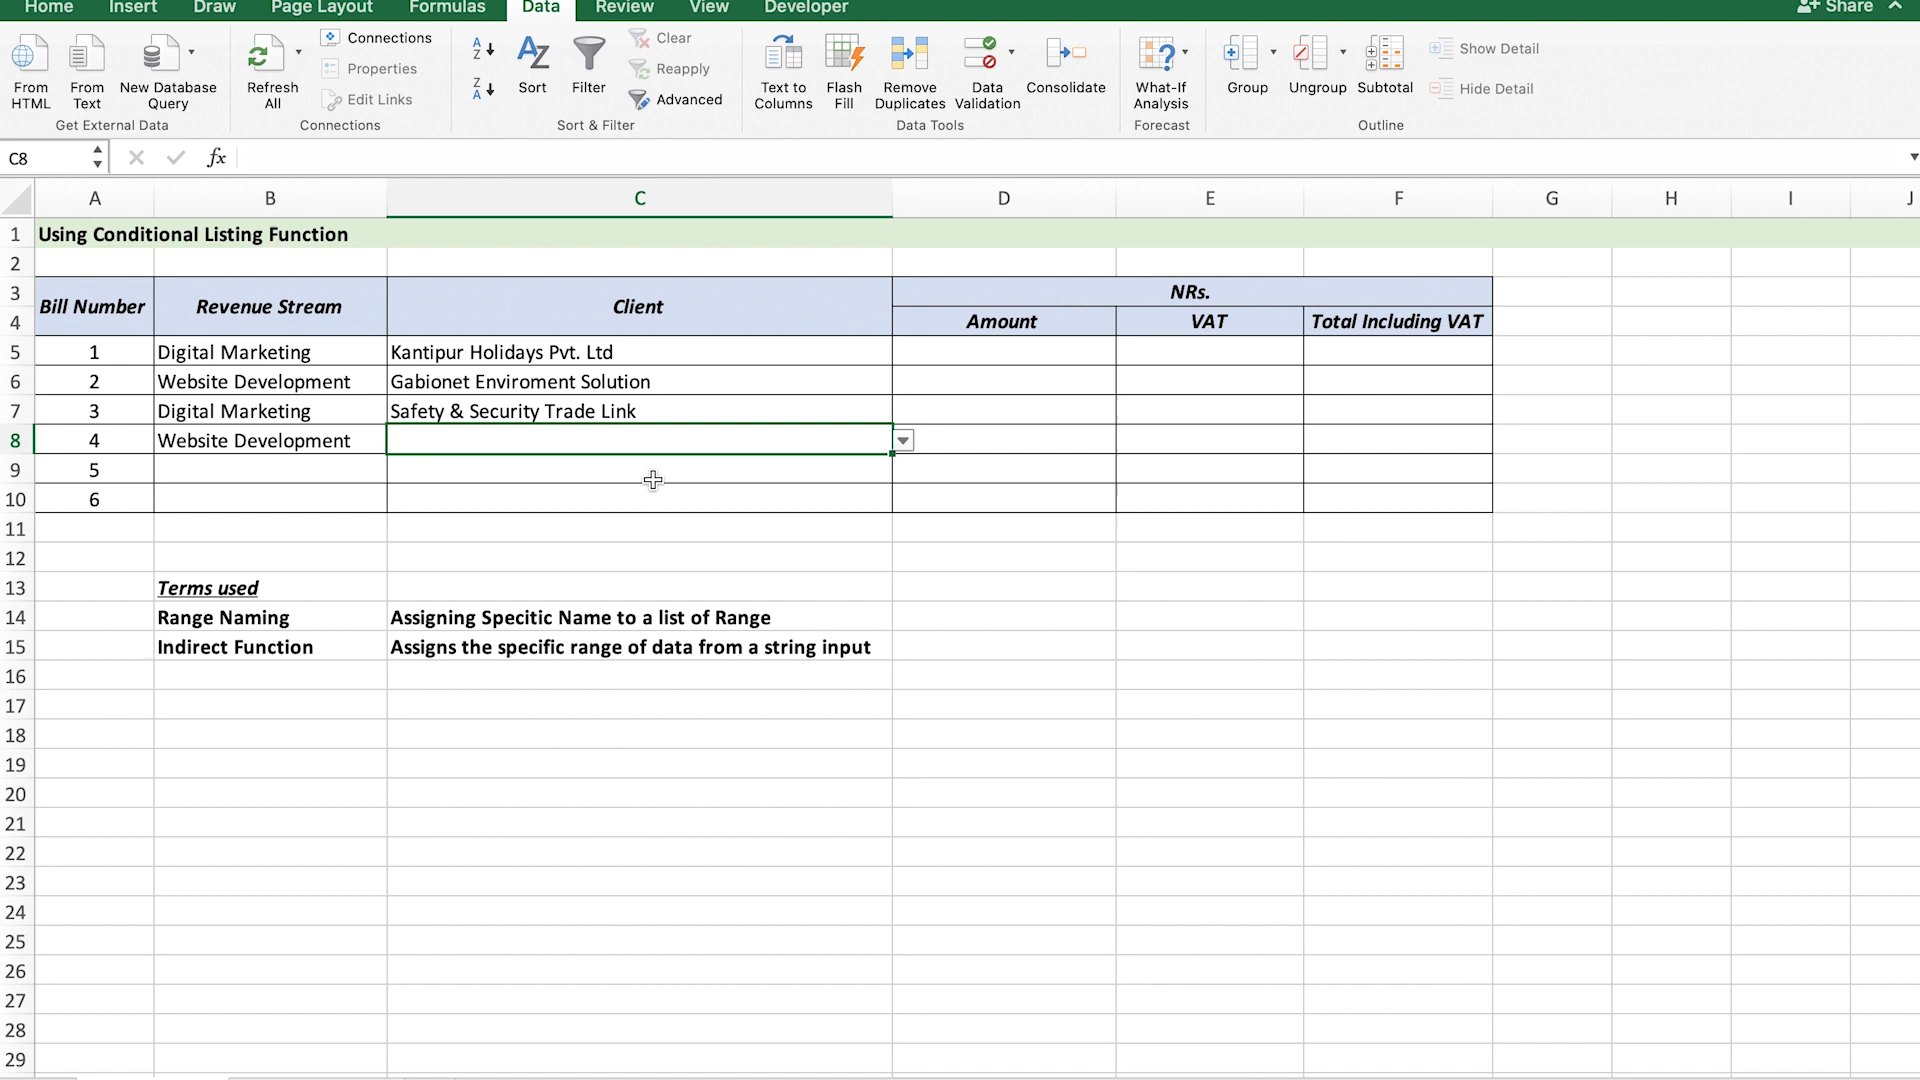 Home Insert Draw Page Layout Formulas Data Review View Developer Share
Connections Clear Show Detail
Properties Reapply
From HTML From Text New Database Query Refresh All Edit Links Sort Filter Advanced Text to Columns Flash Fill Remove Duplicates Data Validation Consolidate What-If Analysis Group Ungroup Subtotal Hide Detail
Get External Data Connections Sort & Filter Data Tools Forecast Outline
C8 fx
A B C D E F G H I J
1 Using Conditional Listing Function
2
3 Bill Number Revenue Stream Client NRs.
4 Amount VAT Total Including VAT
5 1 Digital Marketing Kantipur Holidays Pvt. Ltd
6 2 Website Development Gabionet Enviroment Solution
7 3 Digital Marketing Safety & Security Trade Link
8 4 Website Development
9 5
10 6
11
12
13 Terms used
14 Range Naming Assigning Specitic Name to a list of Range
15 Indirect Function Assigns the specific range of data from a string input
16
17
18
19
20
21
22
23
24
25
26
27
28
29